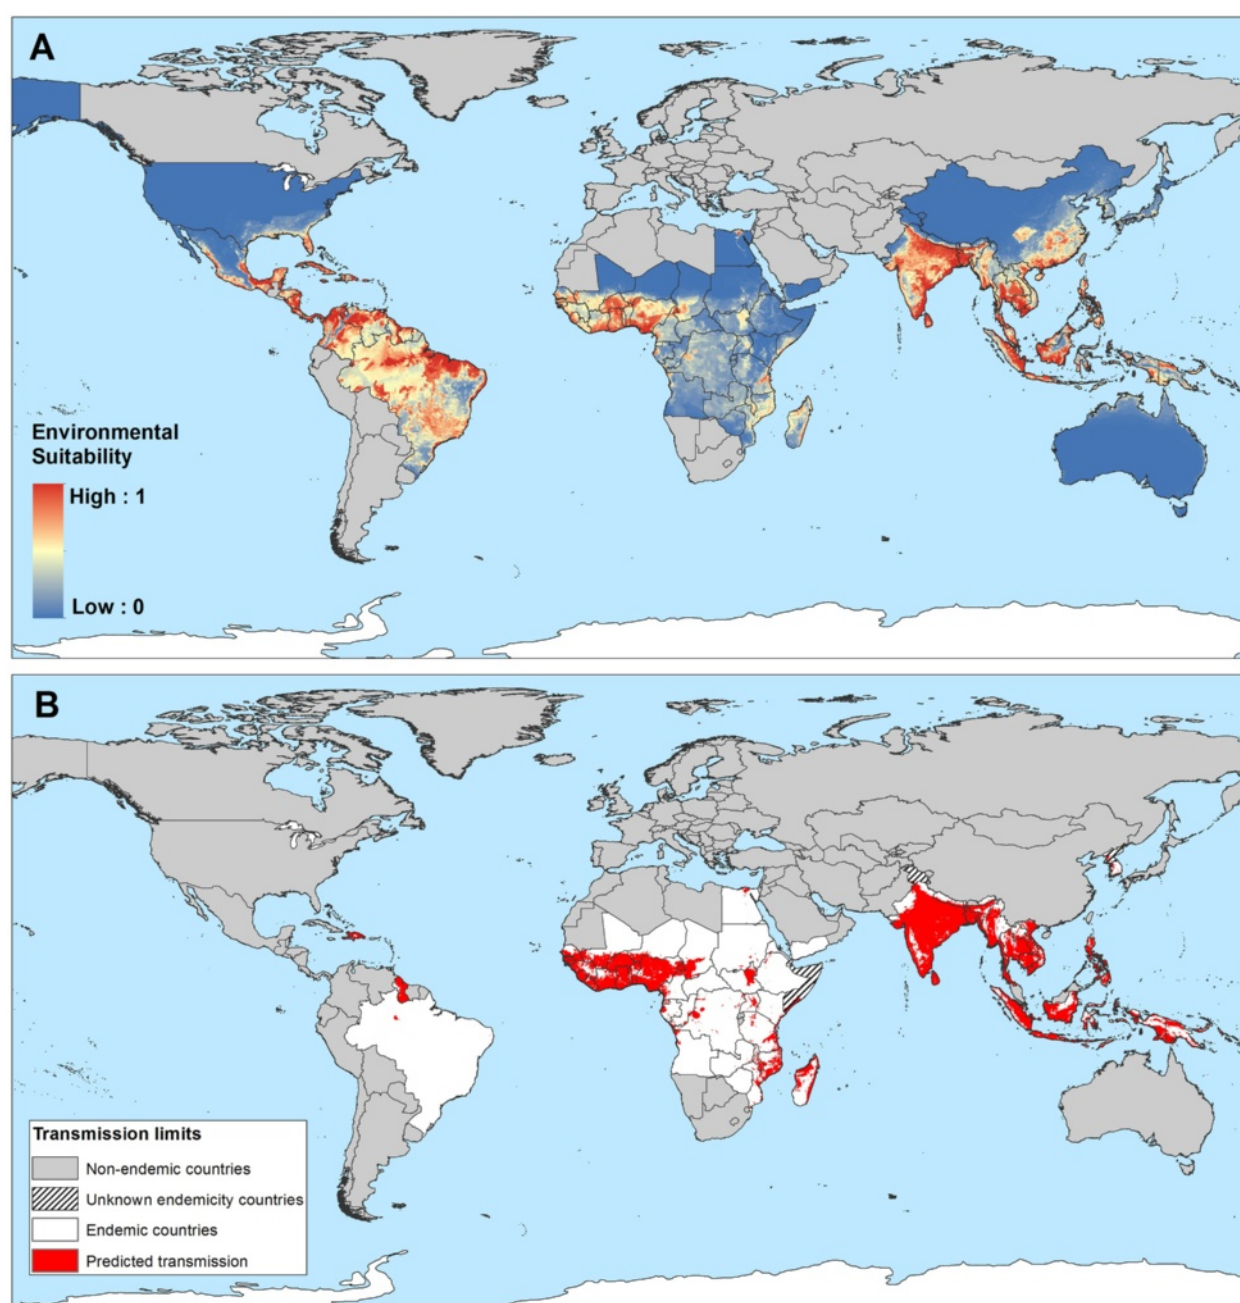 A
Environmental
Suitability
High : 1
Low : 0
B
Transmission limits
Non-endemic countries
Unknown endemicity countries
Endemic countries
Predicted transmission